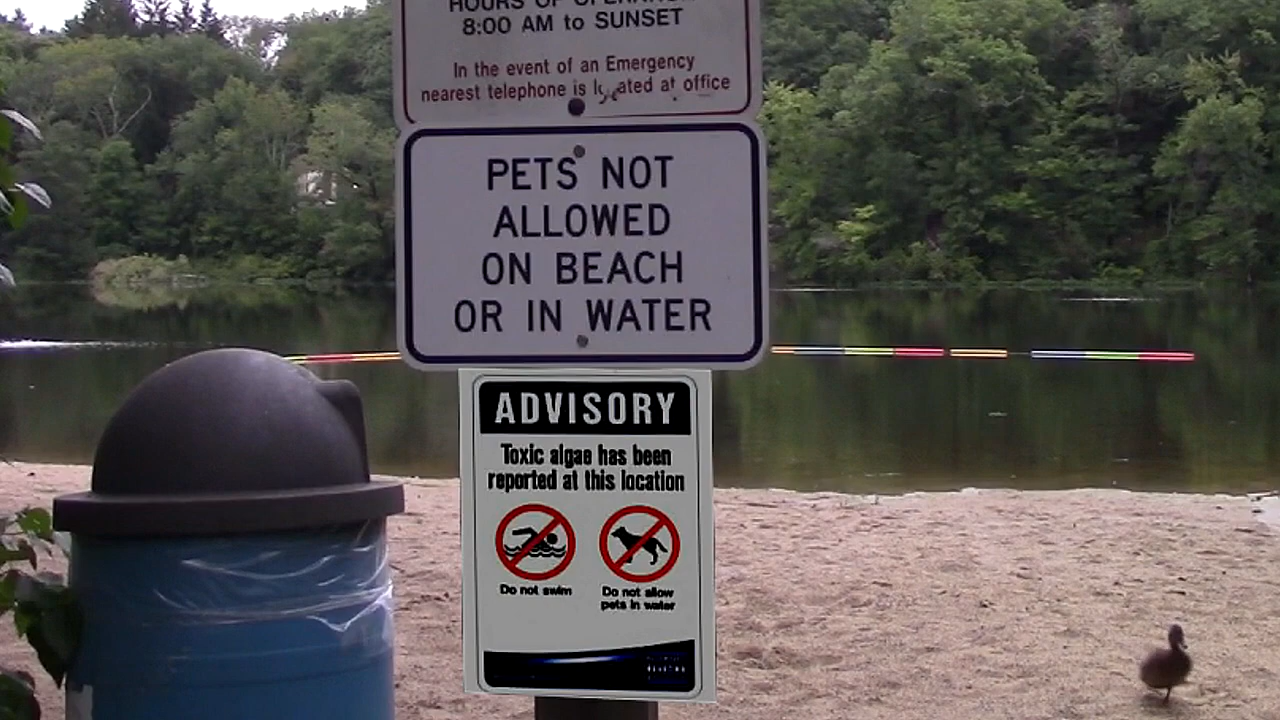 HOURS OF
8:00 AM to SUNSET
In the event of an Emergency
nearest telephone is located at office
PETS NOT
ALLOWED
ON BEACH
OR IN WATER
ADVISORY
Toxic algae has been
reported at this location
Do not swim
Do not allow
pets in water